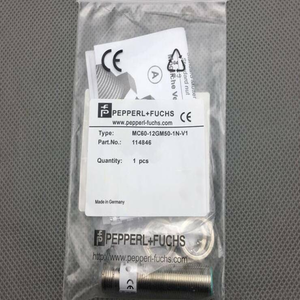 A
PEPPERL+FUCHS
CE
Type: MC60-12GM50-1N-V1
Part.No.: 114846
Quantity: 1 pcs
Made in Germany
pepperl-fuchs.com
PEPPERL+FUCHS
http://www.pepperl-fuchs.com